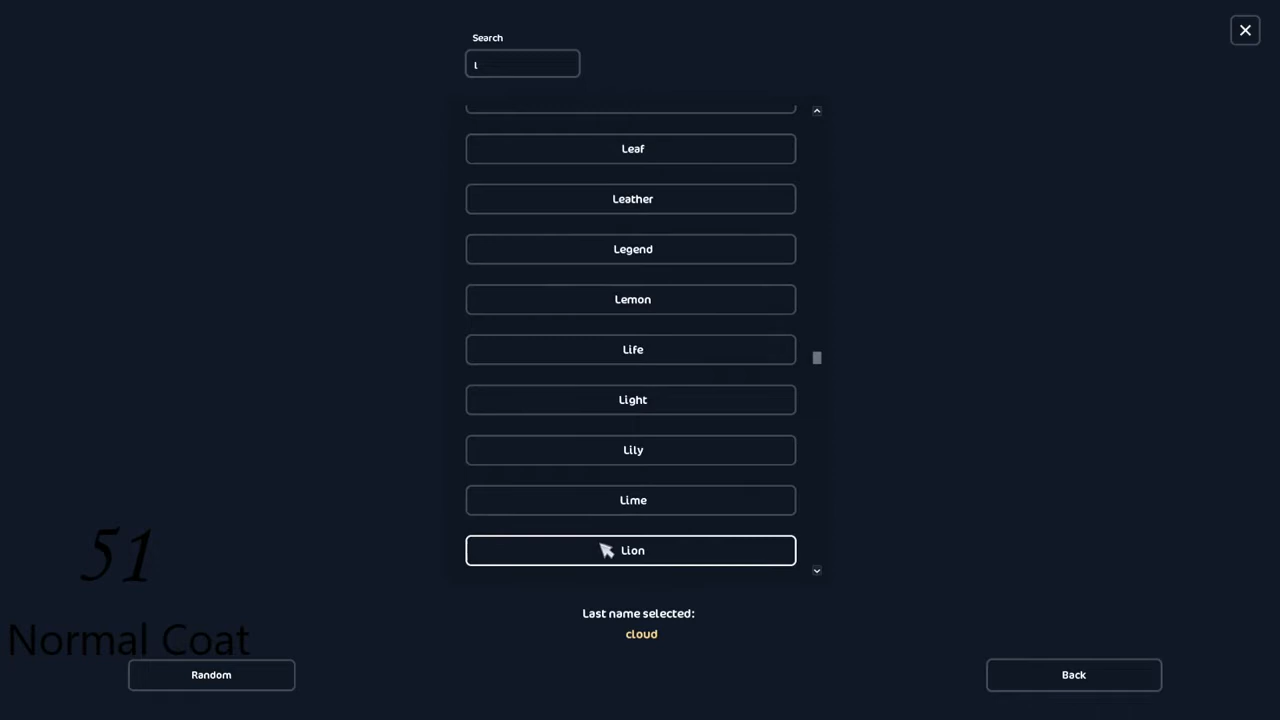 Search
l
Leaf
Leather
Legend
Lemon
Life
Light
Lily
Lime
Lion
Last name selected:
cloud
51
Normal Coat
Random
Back